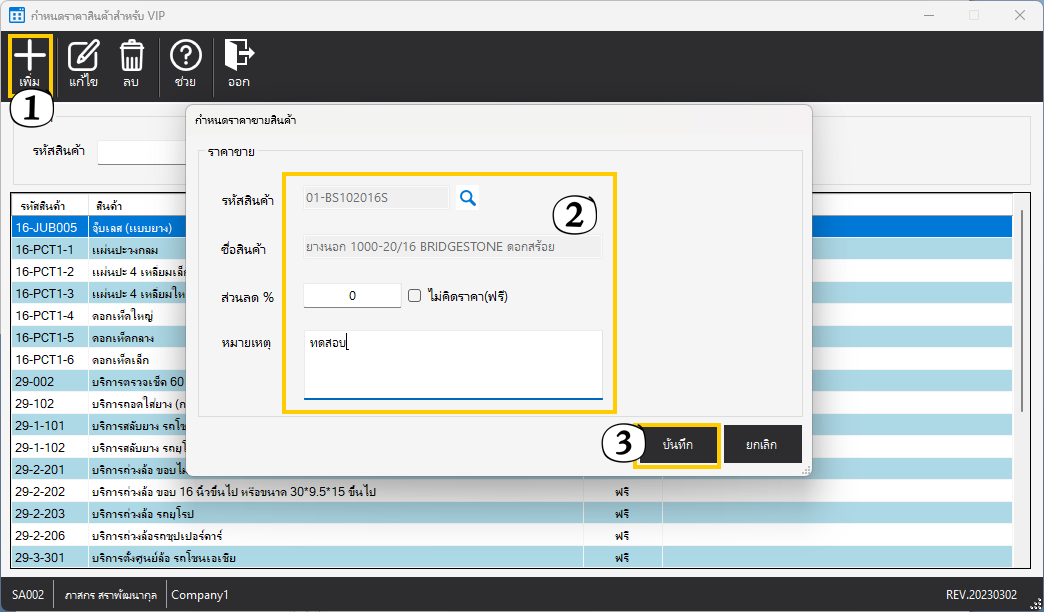 กำหนดราคาสินค้าสำหรับ VIP
เพิ่ม แก้ไข ลบ ช่วย ออก
1
รหัสสินค้า
กำหนดราคาขายสินค้า
ราคาขาย
รหัสสินค้า 01-BS102016S
2
ชื่อสินค้า ยางนอก 1000-20/16 BRIDGESTONE ดอกสร้อย
ส่วนลด % 0 ไม่คิดราคา(ฟรี)
หมายเหตุ ทดสอบ
3 บันทึก ยกเลิก
รหัสสินค้า สินค้า
16-JUB005 จุ๊บเลส (แบบยาง)
16-PCT1-1 แผ่นปะวงกลม
16-PCT1-2 แผ่นปะ 4 เหลี่ยมเล็ก
16-PCT1-3 แผ่นปะ 4 เหลี่ยมให
16-PCT1-4 ดอกเห็ดใหญ่
16-PCT1-5 ดอกเห็ดกลาง
16-PCT1-6 ดอกเห็ดเล็ก
29-002 บริการตรวจเช็ค 60
29-102 บริการถอดใส่ยาง (ก
29-1-101 บริการสลับยาง รถโช
29-1-102 บริการสลับยาง รถยุโ
29-2-201 บริการถ่วงล้อ ขอบไม่
29-2-202 บริการถ่วงล้อ ขอบ 16 นิ้วขึ้นไป หรือขนาด 30*9.5*15 ขึ้นไป ฟรี
29-2-203 บริการถ่วงล้อ รถยุโรป ฟรี
29-2-206 บริการถ่วงล้อรถซุปเปอร์คาร์ ฟรี
29-3-301 บริการตั้งศูนย์ล้อ รถโซนเอเชีย ฟรี
SA002 ภาสกร สราพัฒนากุล Company1 REV.20230302